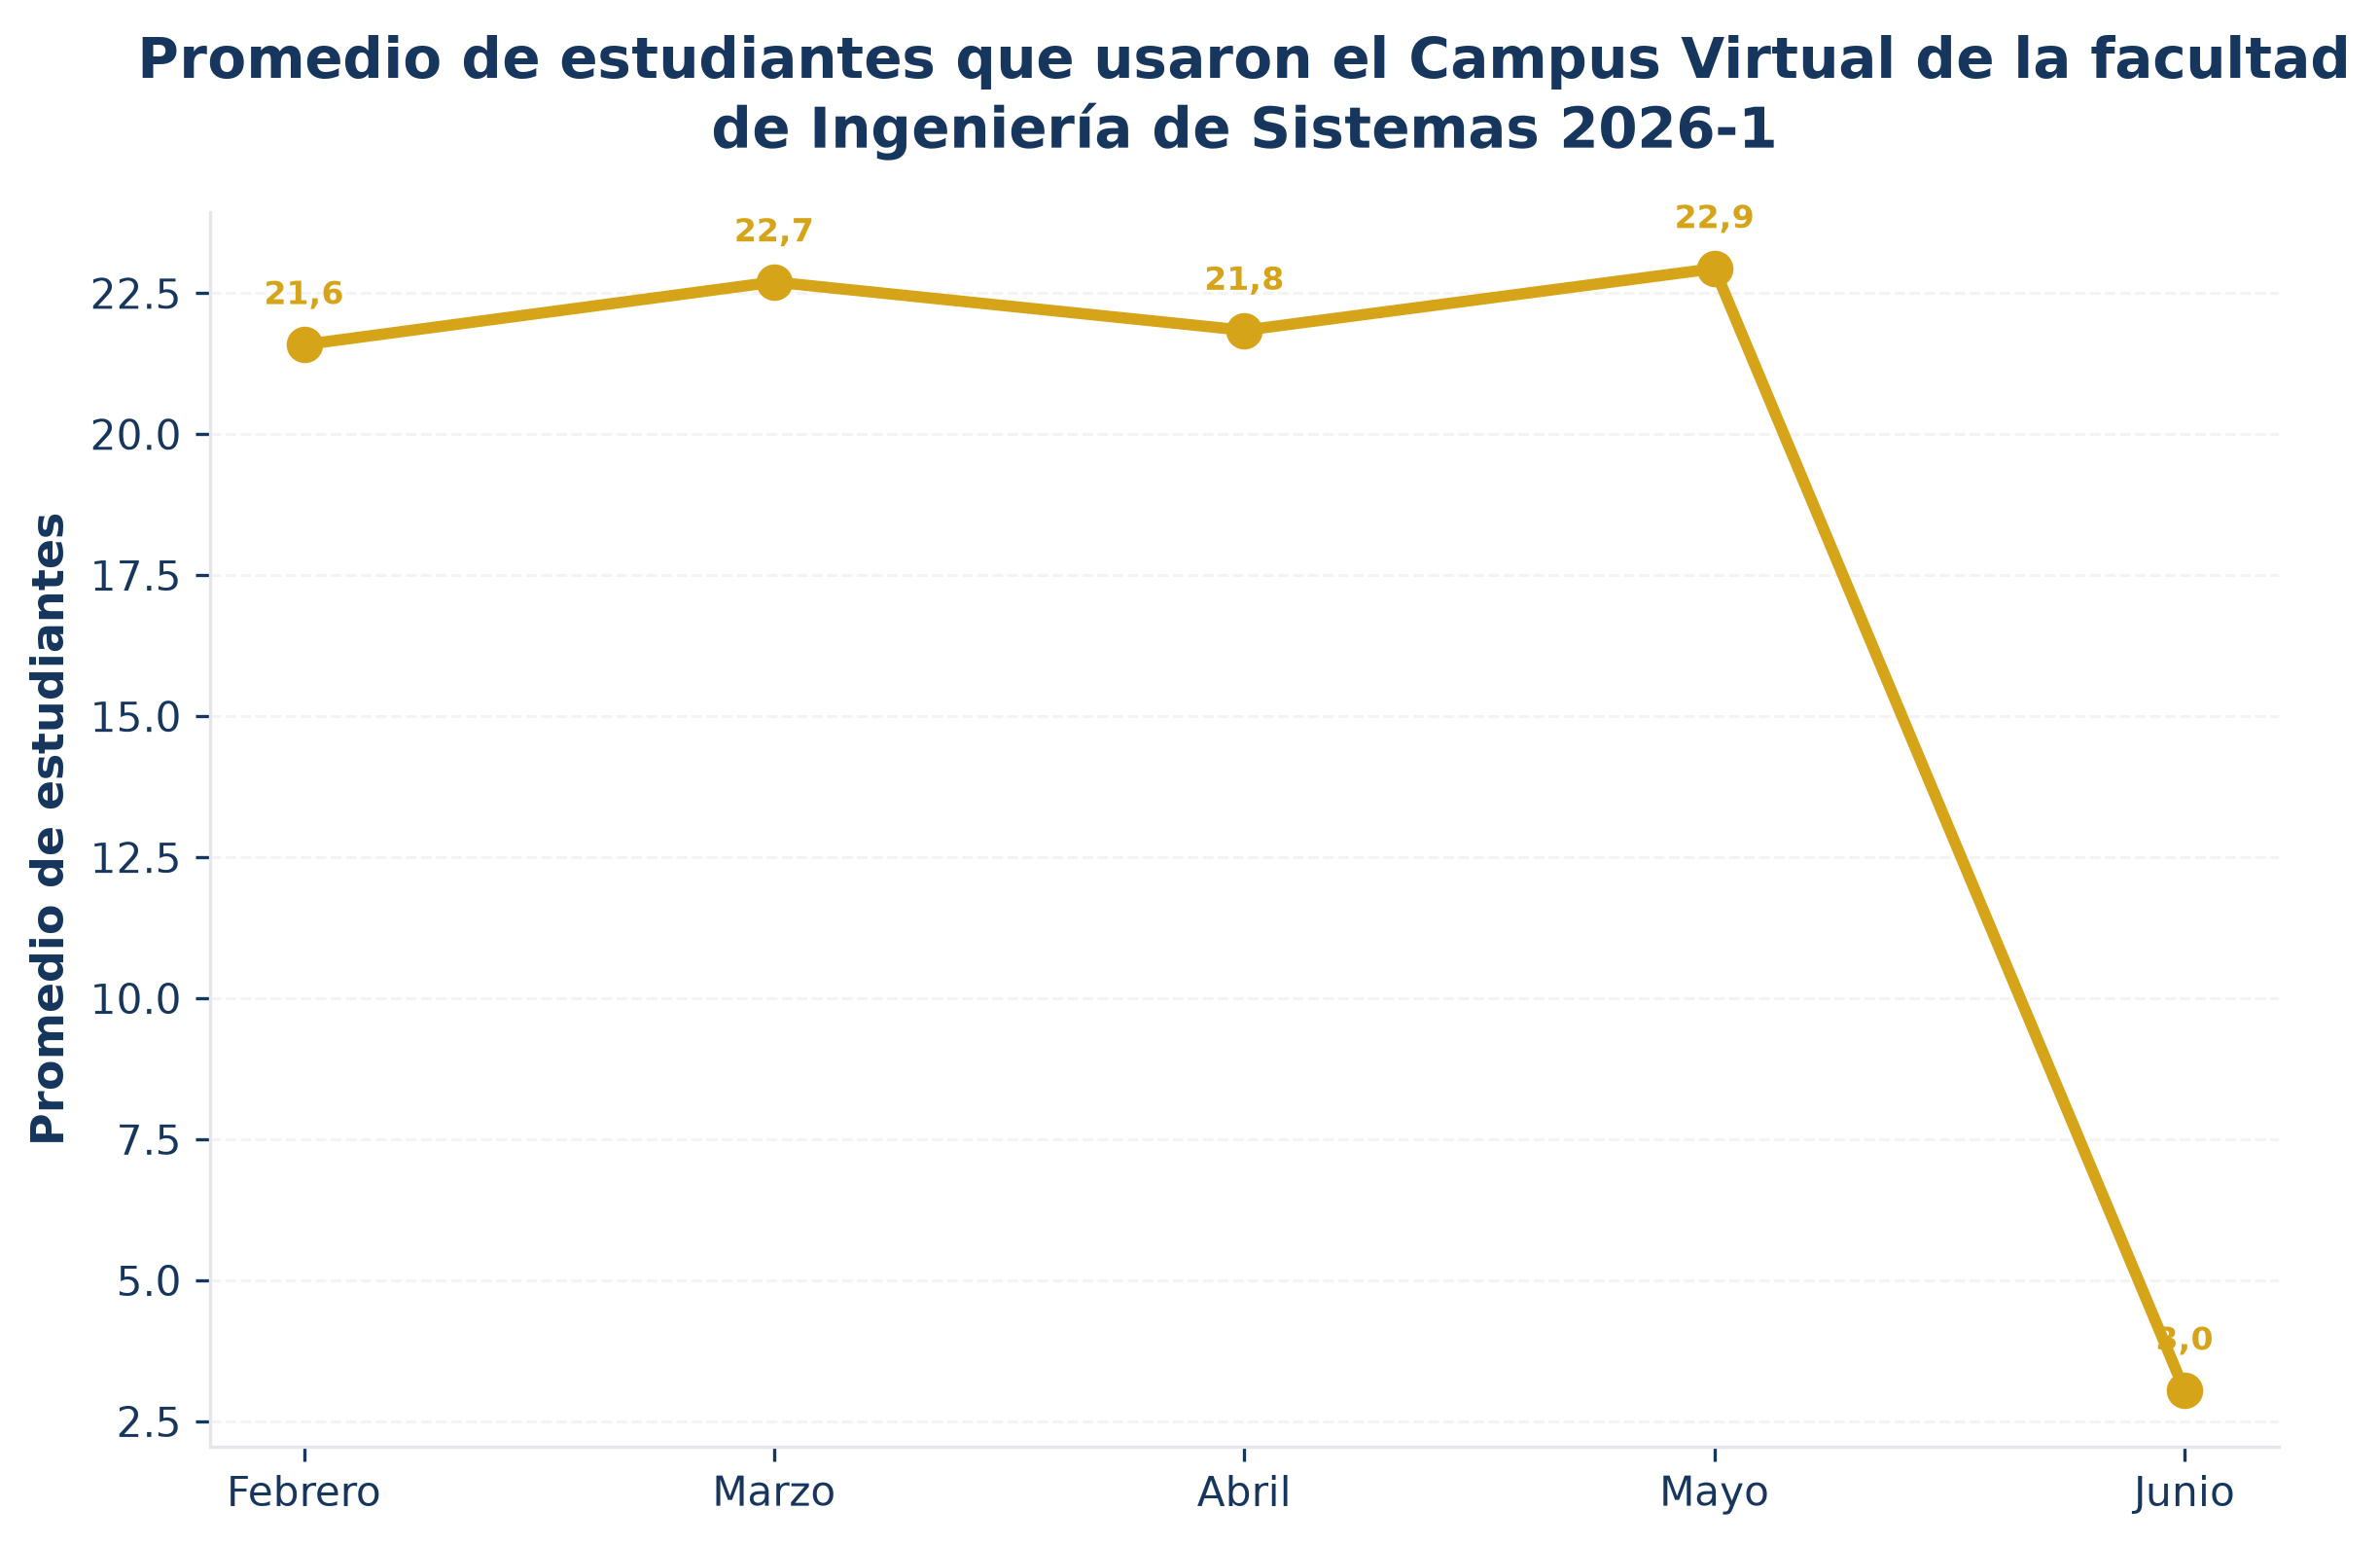 Promedio de estudiantes que usaron el Campus Virtual de la facultad
de Ingeniería de Sistemas 2026-1
Promedio de estudiantes
22.5
20.0
17.5
15.0
12.5
10.0
7.5
5.0
2.5
21,6
22,7
21,8
22,9
3,0
Febrero
Marzo
Abril
Mayo
Junio